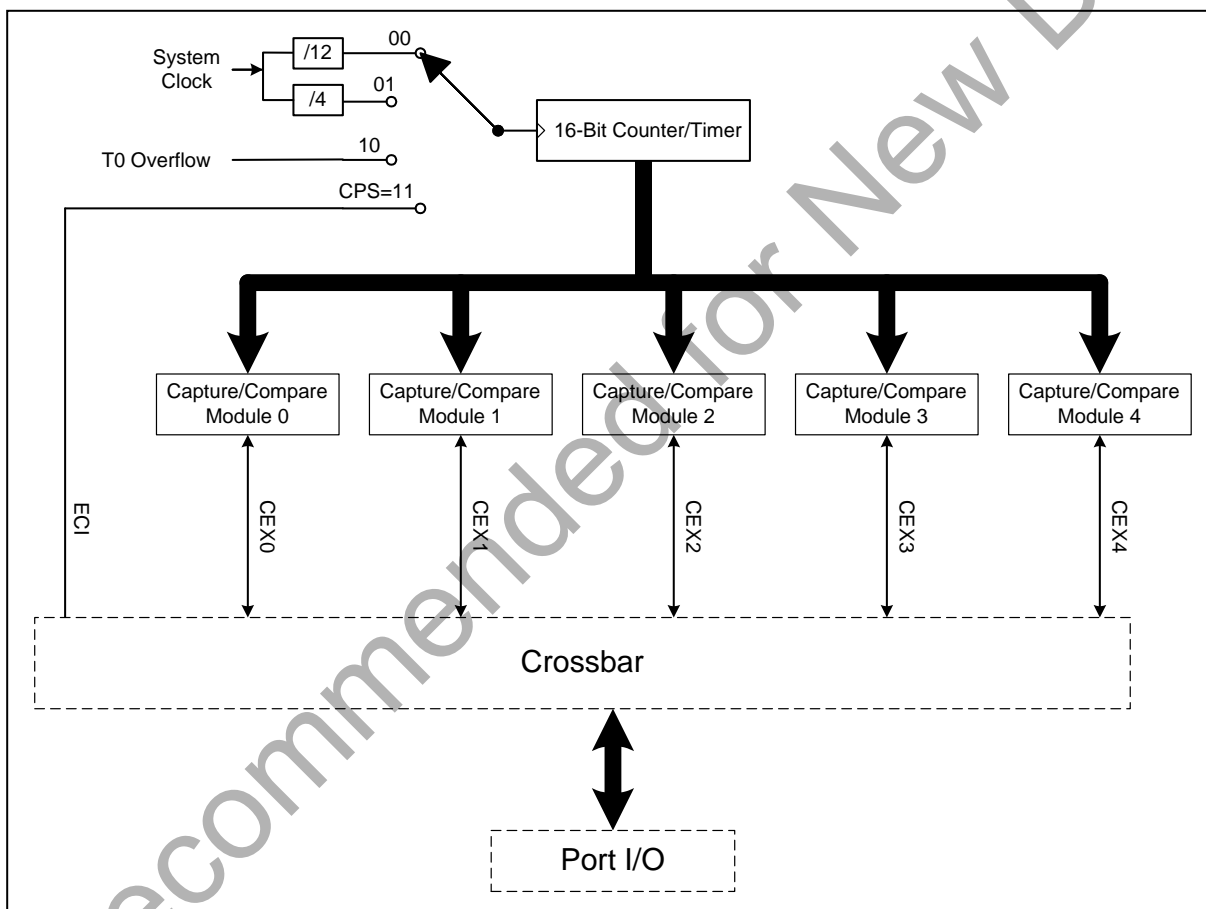 00
/12
System
Clock
01
/4
10
T0 Overflow
CPS=11
16-Bit Counter/Timer
Capture/Compare
Module 0
Capture/Compare
Module 1
Capture/Compare
Module 2
Capture/Compare
Module 3
Capture/Compare
Module 4
ECI
CEX0
CEX1
CEX2
CEX3
CEX4
Crossbar
Port I/O
ecommended for New D